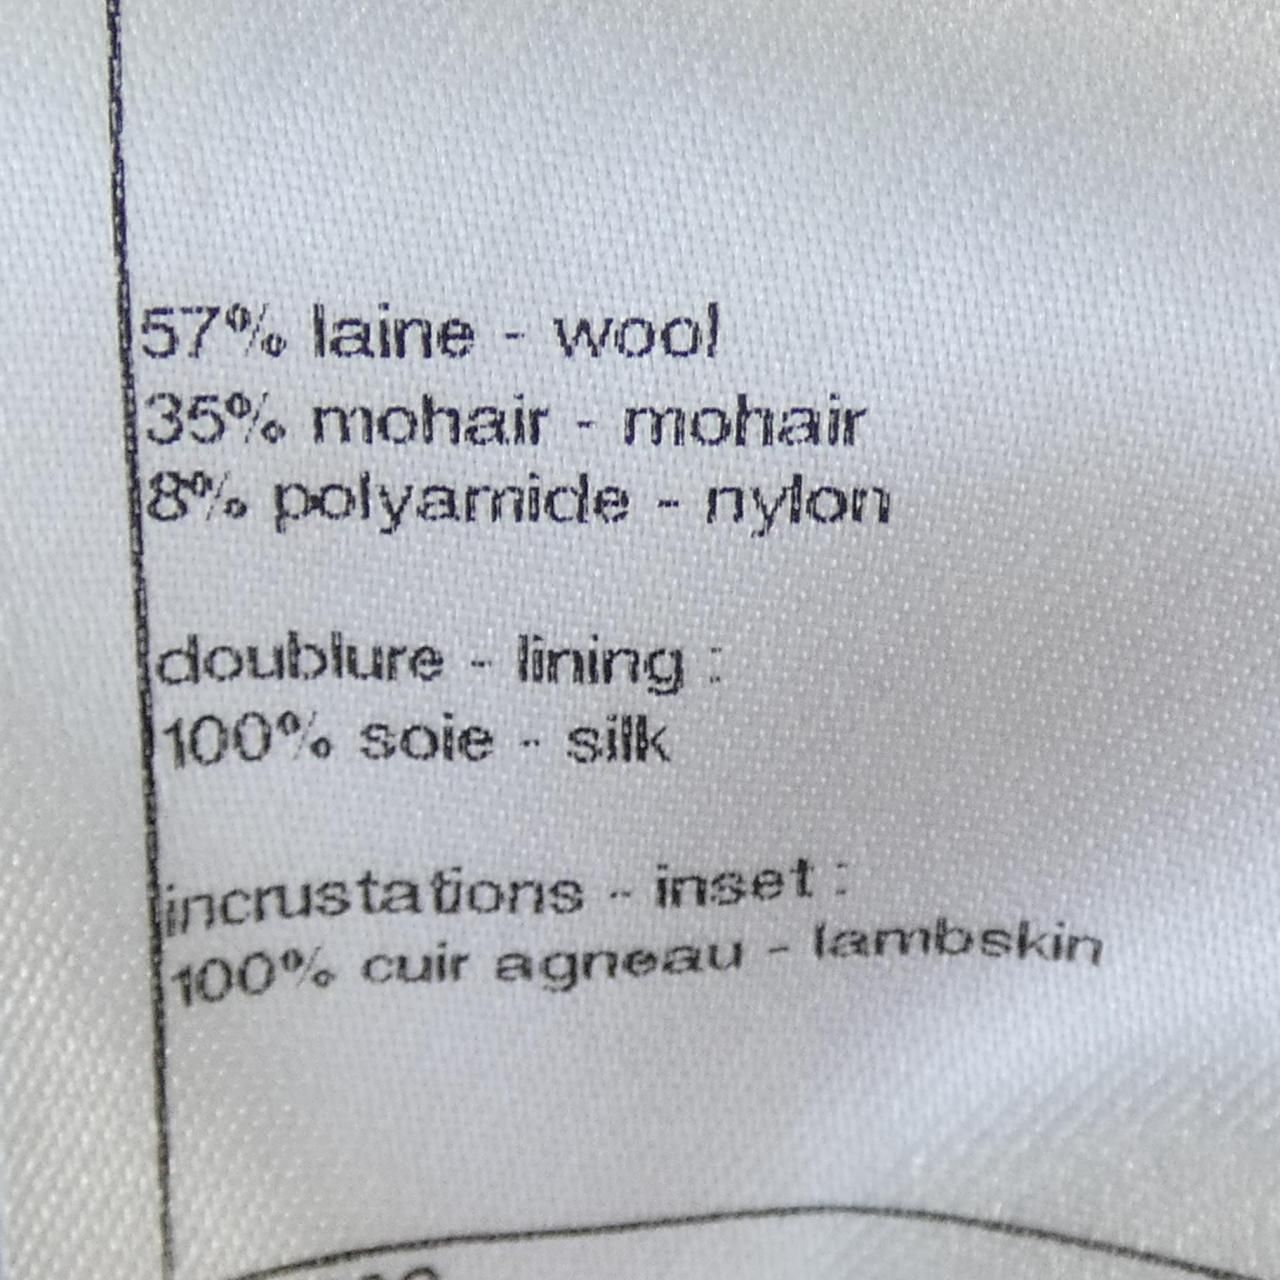 57% laine - wool
35% mohair - mohair
8% polyamide - nylon
doublure - lining :
100% soie - silk
incrustations - inset :
100% cuir agneau - lambskin